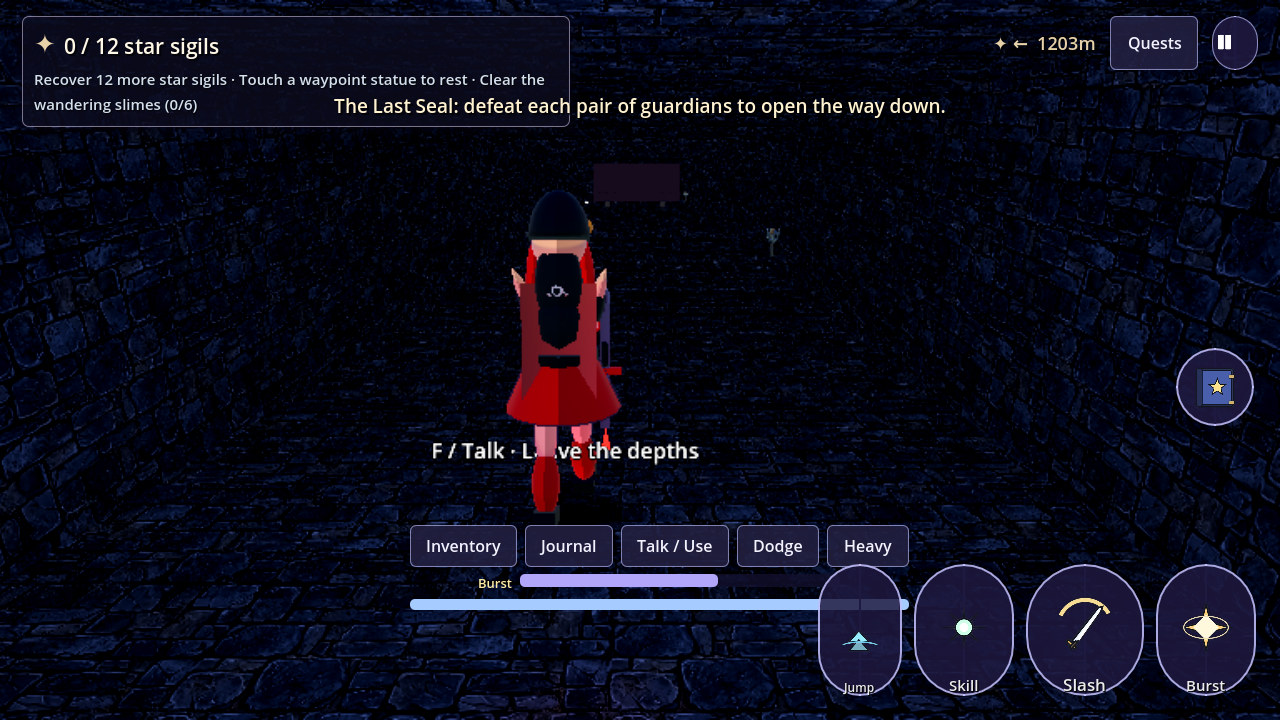 ✦ 0 / 12 star sigils
Recover 12 more star sigils · Touch a waypoint statue to rest · Clear the
wandering slimes (0/6)
✦ ← 1203m
Quests
The Last Seal: defeat each pair of guardians to open the way down.
F / Talk · Leave the depths
Inventory
Journal
Talk / Use
Dodge
Heavy
Burst
Jump
Skill
Slash
Burst